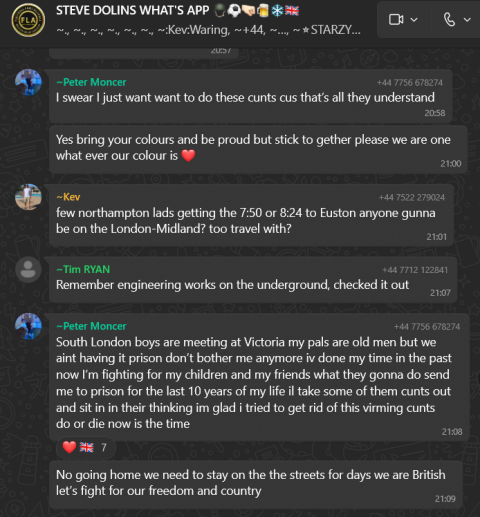 STEVE DOLINS WHAT'S APP 🎱⚽🤝🍺❄️🇬🇧
FLA
~., ~., ~., ~., ~., ~., ~:Kev:Waring, ~+44, ~..., ~⭐STARZY...
20:57
~Peter Moncer +44 7756 678274
I swear I just want want to do these cunts cus that's all they understand
20:58
Yes bring your colours and be proud but stick to gether please we are one
what ever our colour is ❤️
21:00
~Kev +44 7522 279024
few northampton lads getting the 7:50 or 8:24 to Euston anyone gunna
be on the London-Midland? too travel with?
21:01
~Tim RYAN +44 7712 122841
Remember engineering works on the underground, checked it out
21:07
~Peter Moncer +44 7756 678274
South London boys are meeting at Victoria my pals are old men but we
aint having it prison don't bother me anymore iv done my time in the past
now I'm fighting for my children and my friends what they gonna do send
me to prison for the last 10 years of my life il take some of them cunts out
and sit in in their thinking im glad i tried to get rid of this virming cunts
do or die now is the time
21:08
❤️ 🇬🇧 7
No going home we need to stay on the the streets for days we are British
let's fight for our freedom and country
21:09